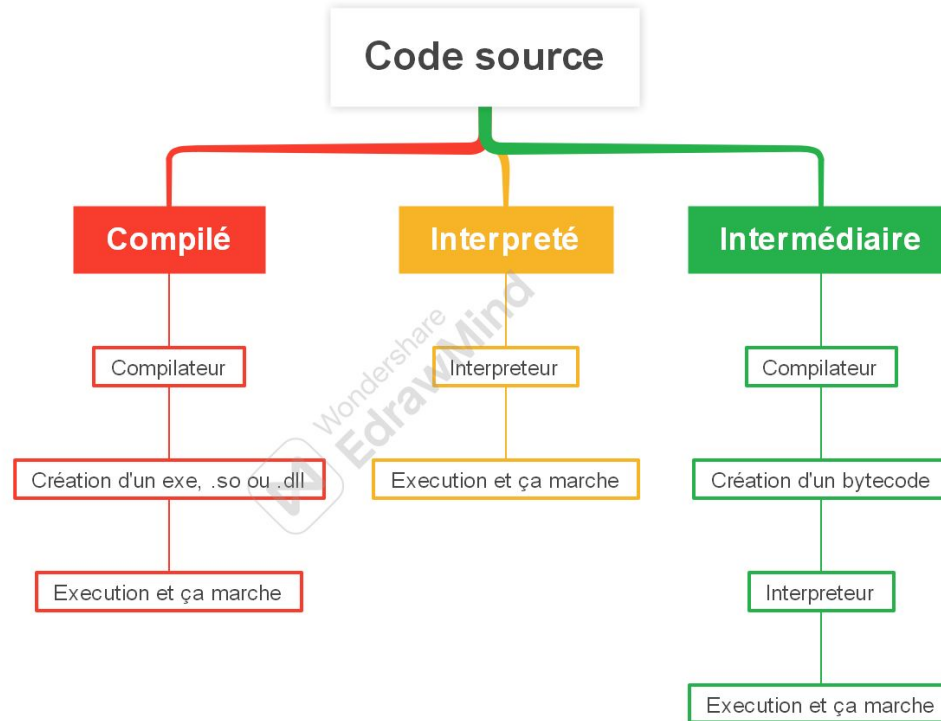 Code source
Compilé
Interpreté
Intermédiaire
Compilateur
Interpreteur
Compilateur
Création d'un exe, .so ou .dll
Execution et ça marche
Création d'un bytecode
Execution et ça marche
Interpreteur
Execution et ça marche
Wondershare
EdrawMind